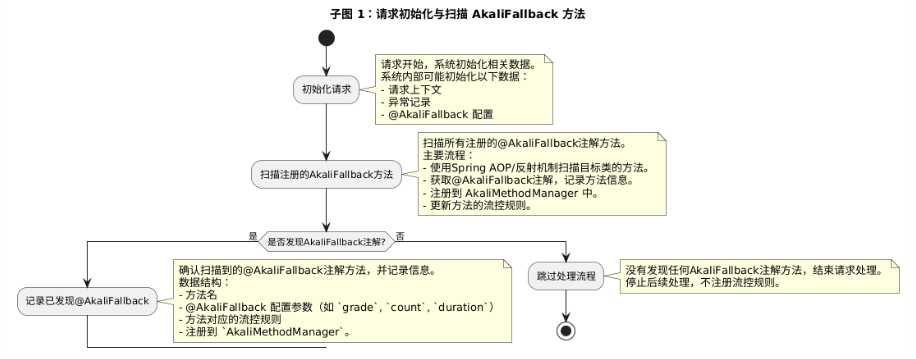 子图 1：请求初始化与扫描 AkaliFallback 方法
初始化请求
请求开始，系统初始化相关数据。
系统内部可能初始化以下数据：
- 请求上下文
- 异常记录
- @AkaliFallback 配置
扫描注册的AkaliFallback方法
扫描所有注册的@AkaliFallback注解方法。
主要流程：
- 使用Spring AOP/反射机制扫描目标类的方法。
- 获取@AkaliFallback注解，记录方法信息。
- 注册到 AkaliMethodManager 中。
- 更新方法的流控规则。
是
是否发现AkaliFallback注解?
否
记录已发现@AkaliFallback
确认扫描到的@AkaliFallback注解方法，并记录信息。
数据结构：
- 方法名
- @AkaliFallback 配置参数（如 `grade`, `count`, `duration`）
- 方法对应的流控规则
- 注册到 `AkaliMethodManager`。
跳过处理流程
没有发现任何AkaliFallback注解方法，结束请求处理。
停止后续处理，不注册流控规则。